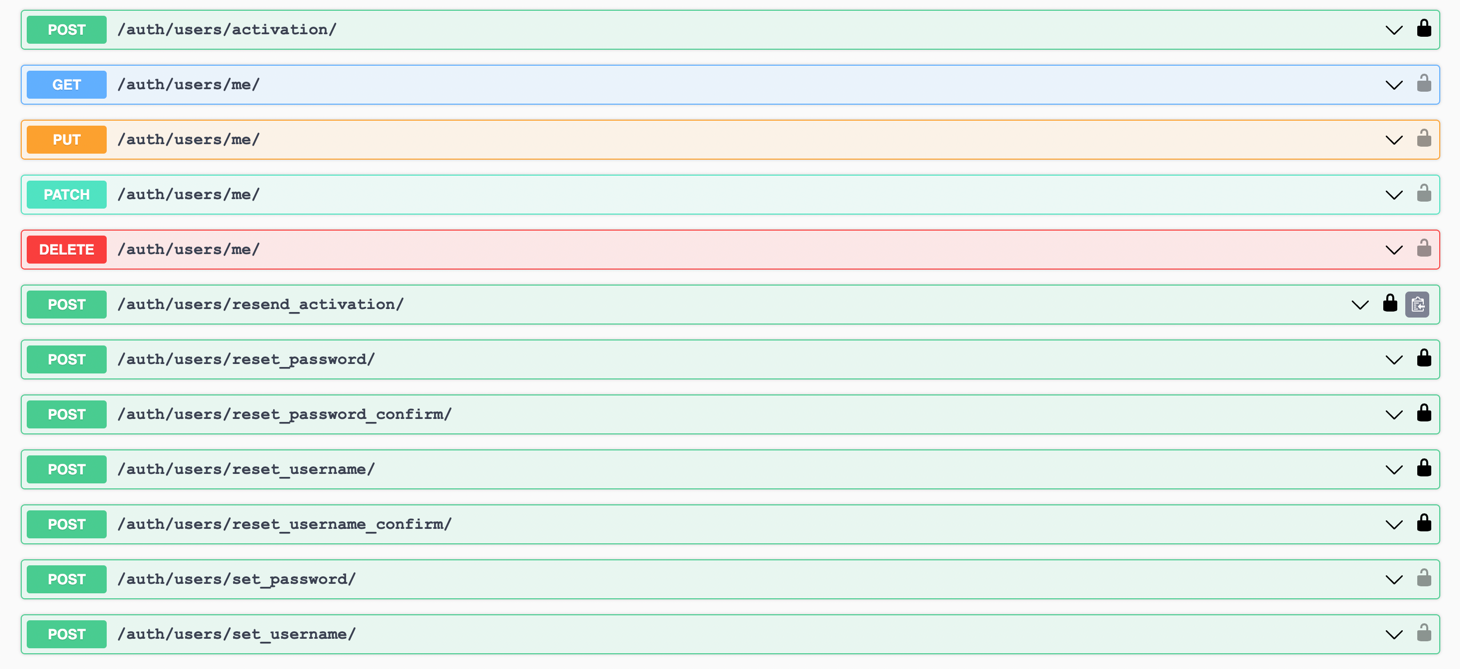 POST /auth/users/activation/
GET /auth/users/me/
PUT /auth/users/me/
PATCH /auth/users/me/
DELETE /auth/users/me/
POST /auth/users/resend_activation/
POST /auth/users/reset_password/
POST /auth/users/reset_password_confirm/
POST /auth/users/reset_username/
POST /auth/users/reset_username_confirm/
POST /auth/users/set_password/
POST /auth/users/set_username/